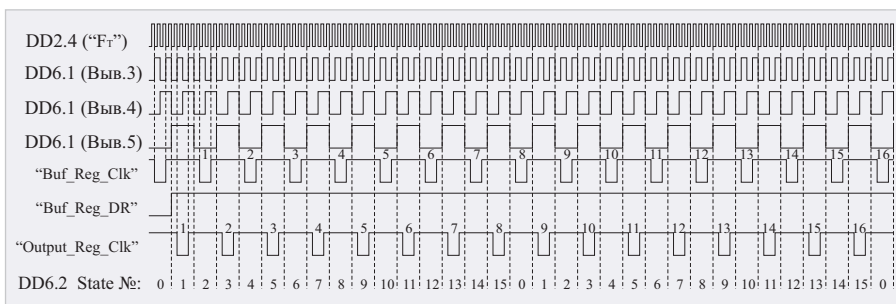 DD2.4 (“Fт”)
DD6.1 (Выв.3)
DD6.1 (Выв.4)
DD6.1 (Выв.5)
1 2 3 4 5 6 7 8 9 10 11 12 13 14 15 16
“Buf_Reg_Clk”
“Buf_Reg_DR”
1 2 3 4 5 6 7 8 9 10 11 12 13 14 15 16
“Output_Reg_Clk”
DD6.2 State №: 0 1 2 3 4 5 6 7 8 9 10 11 12 13 14 15 0 1 2 3 4 5 6 7 8 9 10 11 12 13 14 15 0